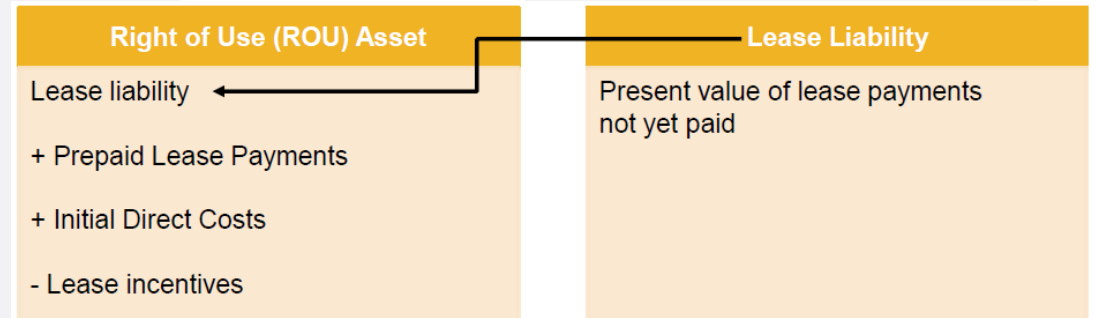 Right of Use (ROU) Asset
Lease liability
+ Prepaid Lease Payments
+ Initial Direct Costs
- Lease incentives
Lease Liability
Present value of lease payments
not yet paid